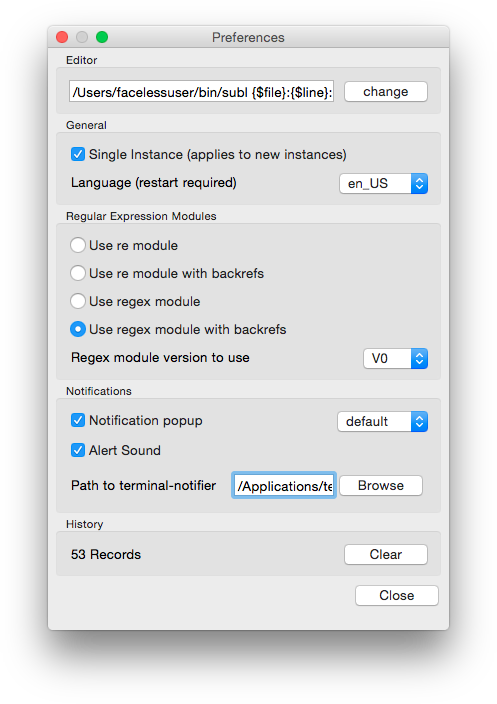 Preferences
Editor
/Users/facelessuser/bin/subl {$file}:{$line}:
change
General
Single Instance (applies to new instances)
Language (restart required)
en_US
Regular Expression Modules
Use re module
Use re module with backrefs
Use regex module
Use regex module with backrefs
Regex module version to use
V0
Notifications
Notification popup
default
Alert Sound
Path to terminal-notifier
/Applications/te
Browse
History
53 Records
Clear
Close